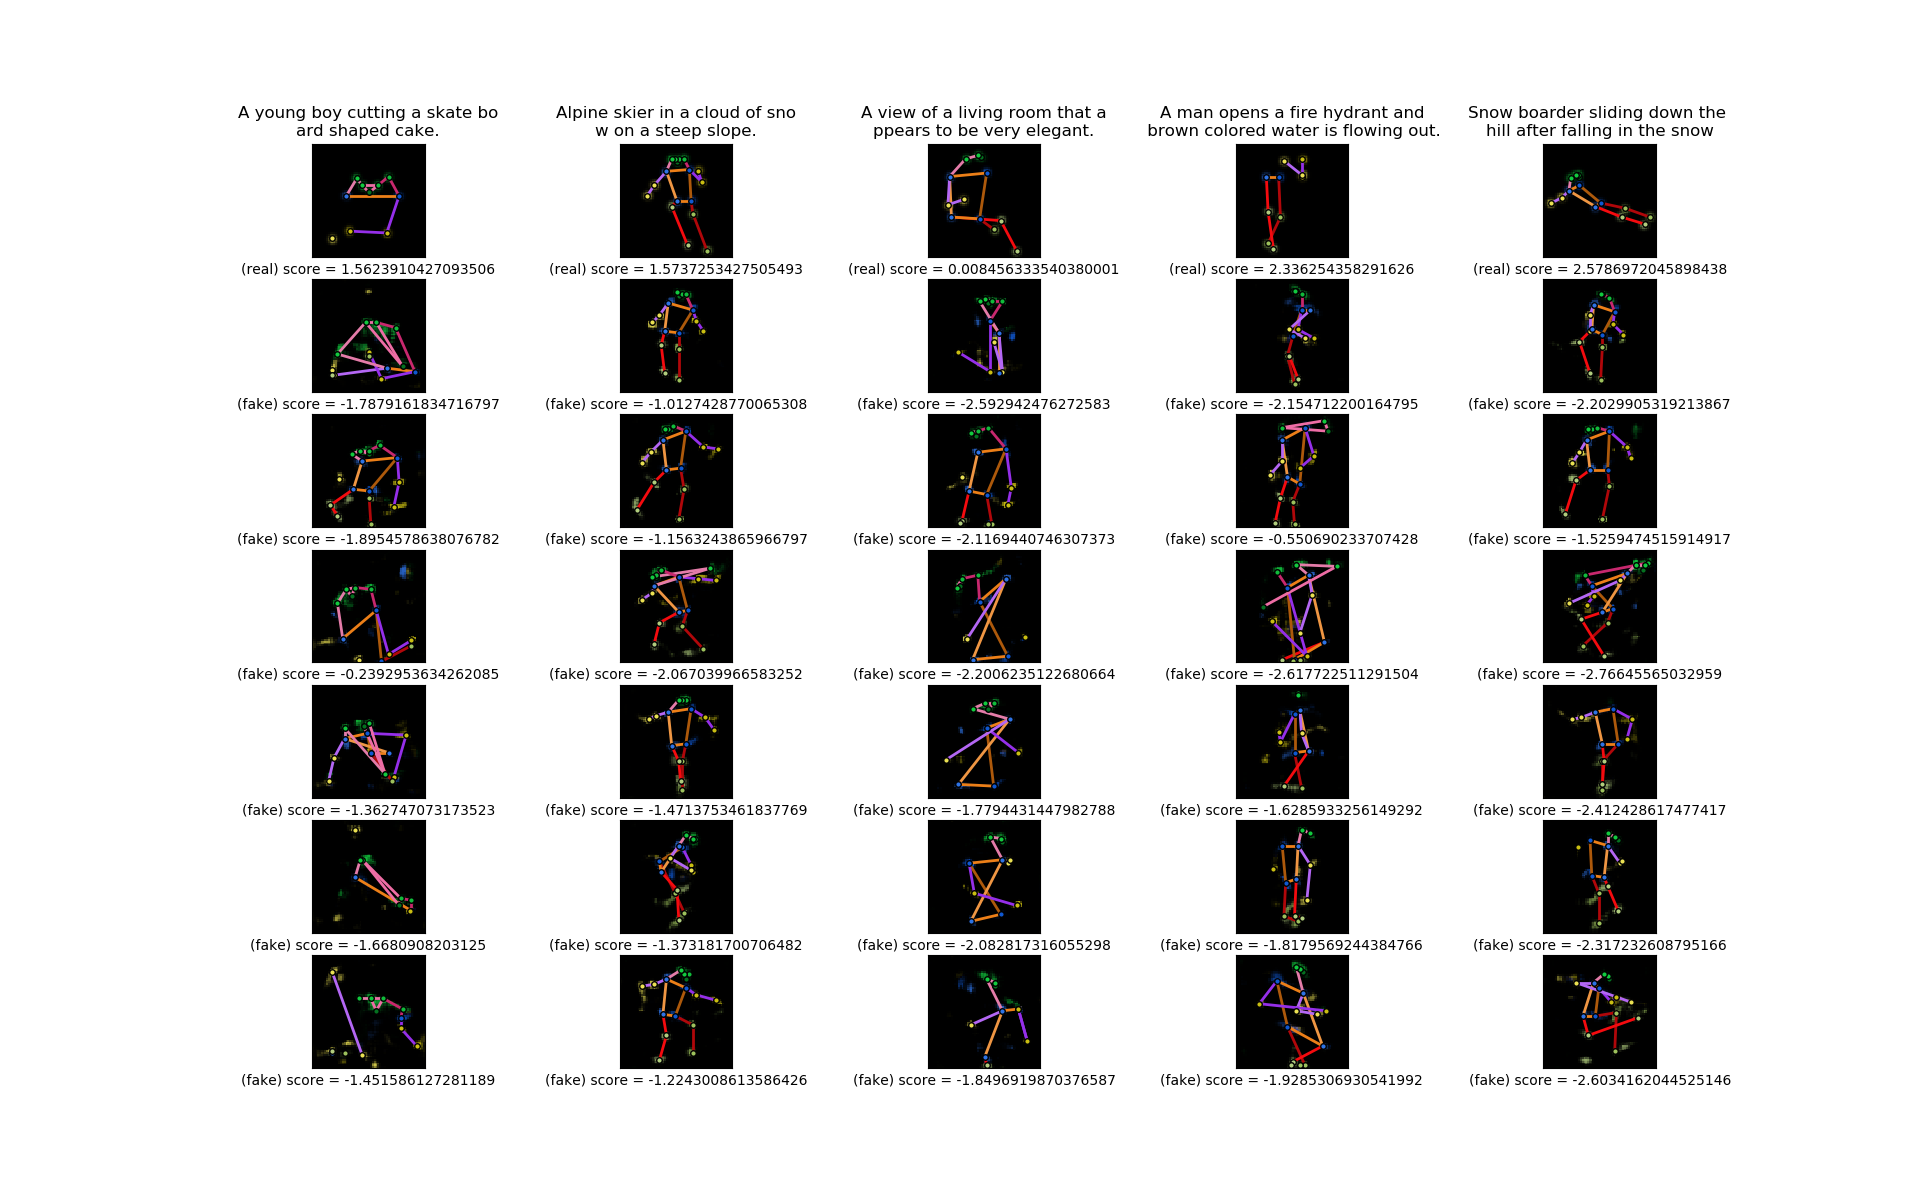 A young boy cutting a skate bo
ard shaped cake.
Alpine skier in a cloud of sno
w on a steep slope.
A view of a living room that a
ppears to be very elegant.
A man opens a fire hydrant and
brown colored water is flowing out.
Snow boarder sliding down the
hill after falling in the snow
(real) score = 1.5623910427093506
(real) score = 1.5737253427505493
(real) score = 0.008456333540380001
(real) score = 2.336254358291626
(real) score = 2.5786972045898438
(fake) score = -1.7879161834716797
(fake) score = -1.0127428770065308
(fake) score = -2.592942476272583
(fake) score = -2.154712200164795
(fake) score = -2.2029905319213867
(fake) score = -1.8954578638076782
(fake) score = -1.1563243865966797
(fake) score = -2.1169440746307373
(fake) score = -0.550690233707428
(fake) score = -1.5259474515914917
(fake) score = -0.2392953634262085
(fake) score = -2.067039966583252
(fake) score = -2.2006235122680664
(fake) score = -2.617722511291504
(fake) score = -2.76645565032959
(fake) score = -1.362747073173523
(fake) score = -1.4713753461837769
(fake) score = -1.7794431447982788
(fake) score = -1.6285933256149292
(fake) score = -2.412428617477417
(fake) score = -1.6680908203125
(fake) score = -1.373181700706482
(fake) score = -2.082817316055298
(fake) score = -1.8179569244384766
(fake) score = -2.317232608795166
(fake) score = -1.451586127281189
(fake) score = -1.2243008613586426
(fake) score = -1.8496919870376587
(fake) score = -1.9285306930541992
(fake) score = -2.6034162044525146